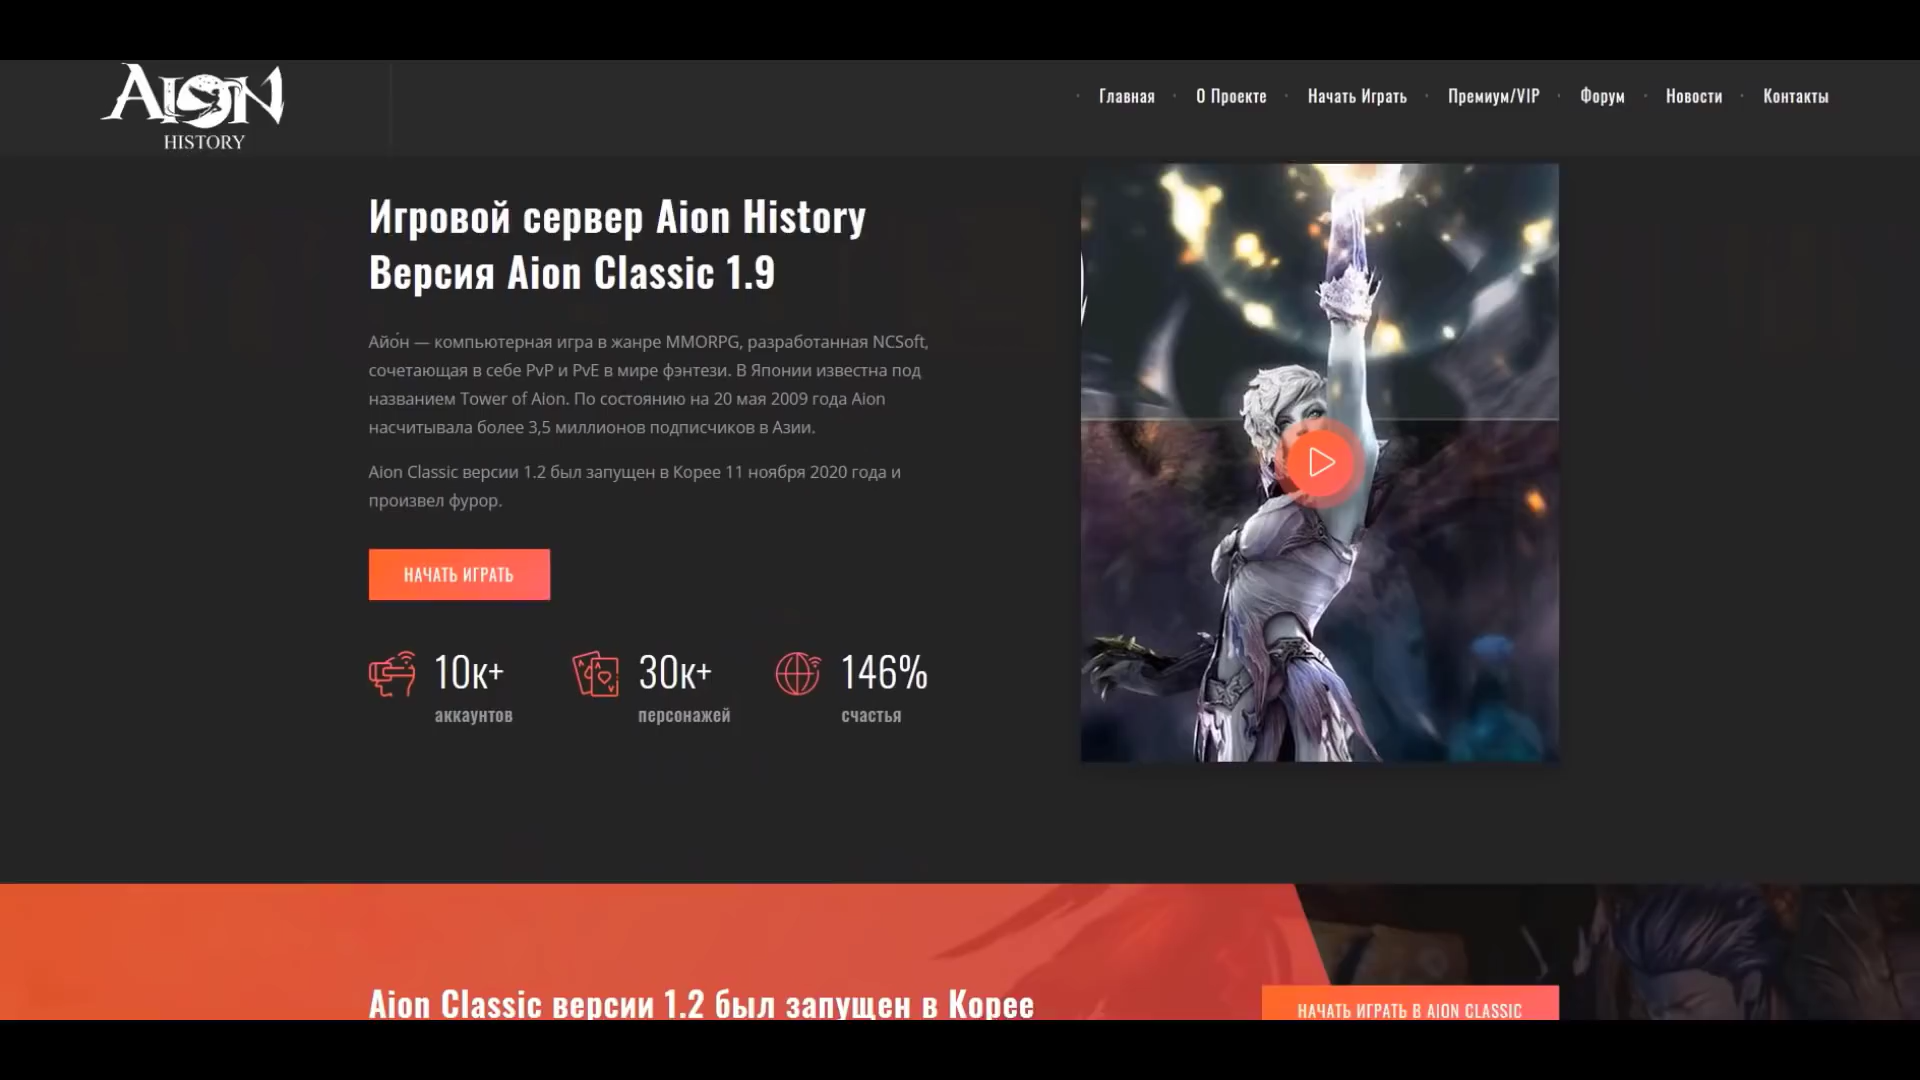 AION
HISTORY
Главная
О Проекте
Начать Играть
Премиум/VIP
Форум
Новости
Контакты
Игровой сервер Aion History
Версия Aion Classic 1.9
Айо́н — компьютерная игра в жанре MMORPG, разработанная NCSoft,
сочетающая в себе PvP и PvE в мире фэнтези. В Японии известна под
названием Tower of Aion. По состоянию на 20 мая 2009 года Aion
насчитывала более 3,5 миллионов подписчиков в Азии.
Aion Classic версии 1.2 был запущен в Корее 11 ноября 2020 года и
произвел фурор.
НАЧАТЬ ИГРАТЬ
10к+
аккаунтов
30к+
персонажей
146%
счастья
Aion Classic версии 1.2 был запущен в Корее
НАЧАТЬ ИГРАТЬ В AION CLASSIC